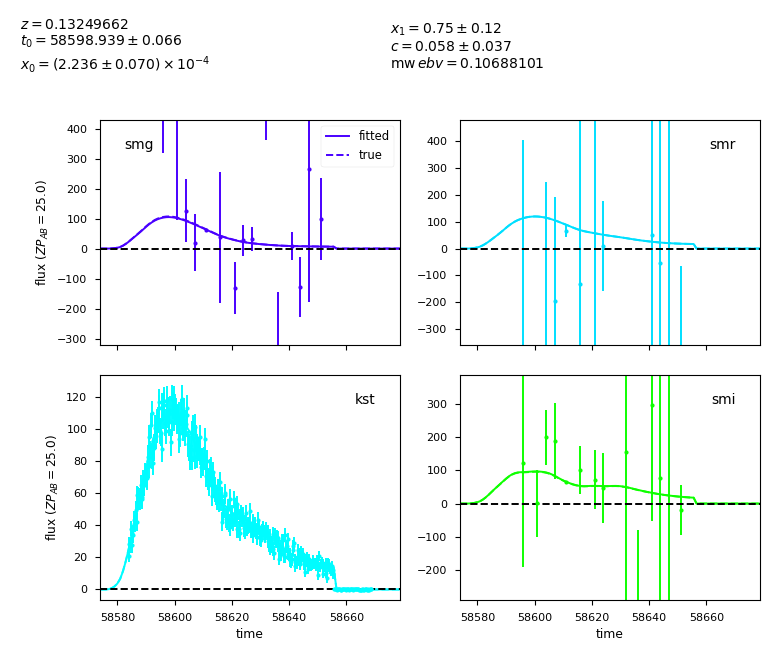 z = 0.13249662
t₀ = 58598.939 ± 0.066
x₀ = (2.236 ± 0.070) × 10⁻⁴
x₁ = 0.75 ± 0.12
c = 0.058 ± 0.037
mw ebv = 0.10688101
smg
fitted
true
400
300
200
100
0
−100
−200
−300
flux (ZP_AB = 25.0)
smr
400
300
200
100
0
−100
−200
−300
kst
120
100
80
60
40
20
0
flux (ZP_AB = 25.0)
58580 58600 58620 58640 58660
time
smi
300
200
100
0
−100
−200
58580 58600 58620 58640 58660
time